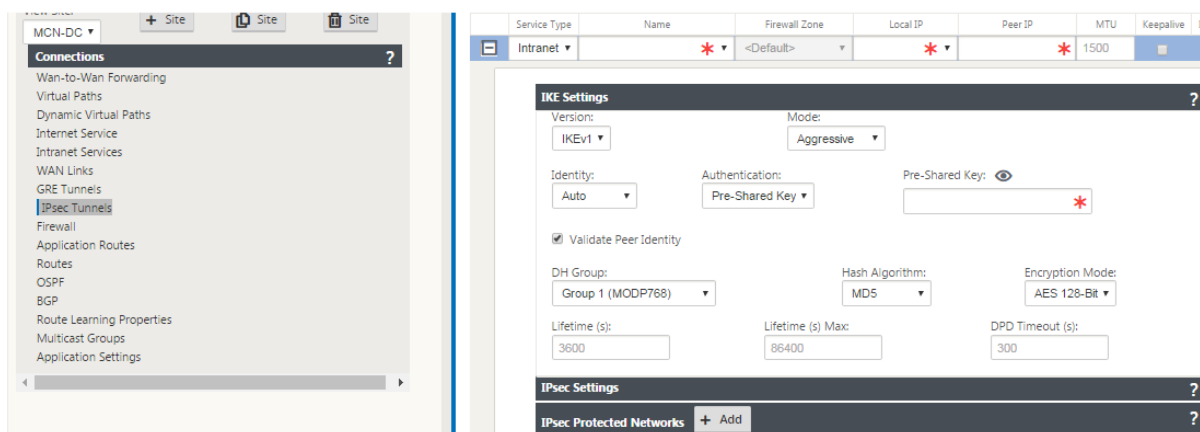 + Site
Site
Site
MCN-DC
Connections ?
Wan-to-Wan Forwarding
Virtual Paths
Dynamic Virtual Paths
Internet Service
Intranet Services
WAN Links
GRE Tunnels
IPsec Tunnels
Firewall
Application Routes
Routes
OSPF
BGP
Route Learning Properties
Multicast Groups
Application Settings
Service Type Name Firewall Zone Local IP Peer IP MTU Keepalive
Intranet * <Default> * * 1500
IKE Settings ?
Version: Mode:
IKEv1 Aggressive
Identity: Authentication: Pre-Shared Key:
Auto Pre-Shared Key *
Validate Peer Identity
DH Group: Hash Algorithm: Encryption Mode:
Group 1 (MODP768) MD5 AES 128-Bit
Lifetime (s): Lifetime (s) Max: DPD Timeout (s):
3600 86400 300
IPsec Settings ?
IPsec Protected Networks + Add ?